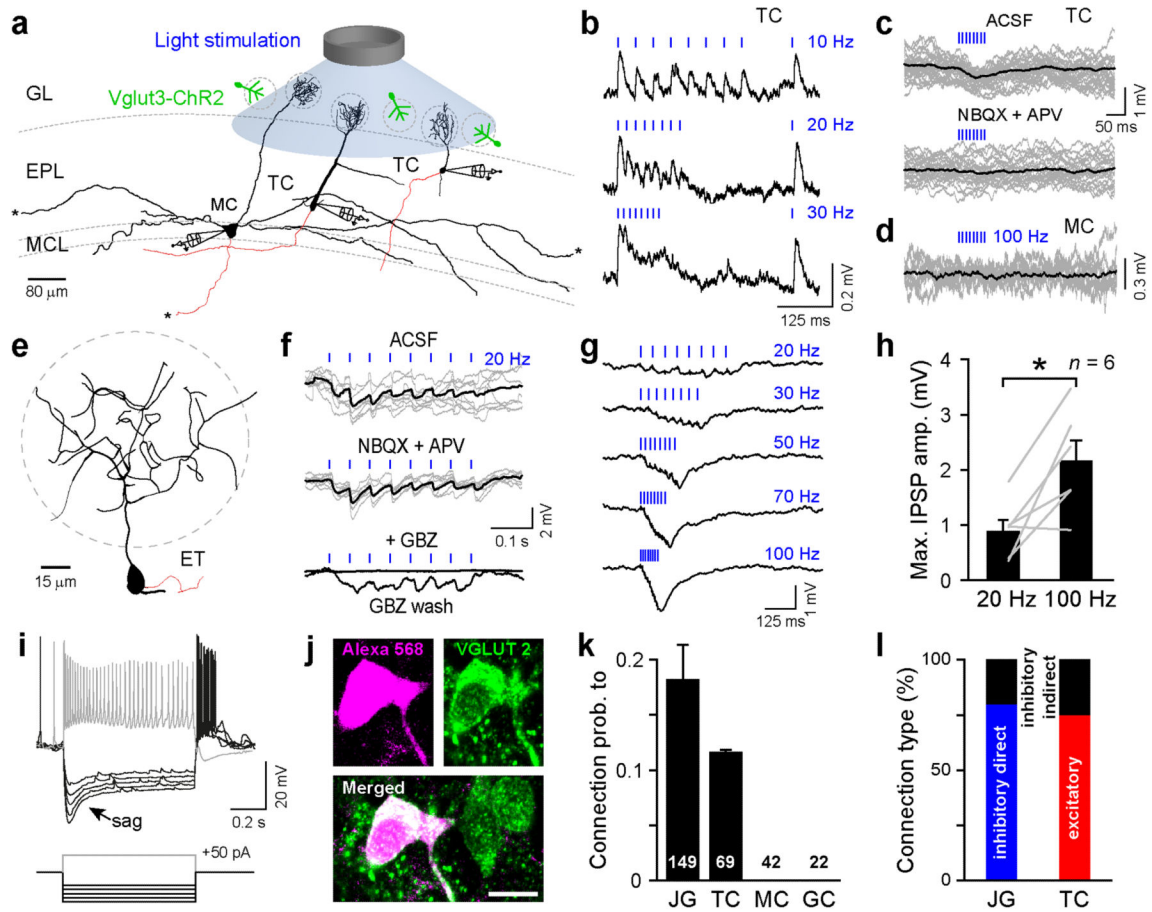 a
Light stimulation
GL
Vglut3-ChR2
EPL
TC
TC
MC
*
*
MCL
80 µm
*
b
TC
10 Hz
20 Hz
30 Hz
0.2 mV
125 ms
c
ACSF
TC
1 mV
50 ms
NBQX + APV
d
100 Hz
MC
0.3 mV
e
ET
15 µm
f
ACSF
20 Hz
NBQX + APV
2 mV
0.1 s
+ GBZ
GBZ wash
g
20 Hz
30 Hz
50 Hz
70 Hz
100 Hz
1 mV
125 ms
h
Max. IPSP amp. (mV)
4
3
2
1
0
*
n = 6
20 Hz 100 Hz
i
sag
20 mV
0.2 s
+50 pA
j
Alexa 568
VGLUT 2
Merged
k
Connection prob. to
0.2
0.1
0
149 69 42 22
JG TC MC GC
l
Connection type (%)
100
50
0
inhibitory direct
inhibitory indirect
excitatory
JG TC